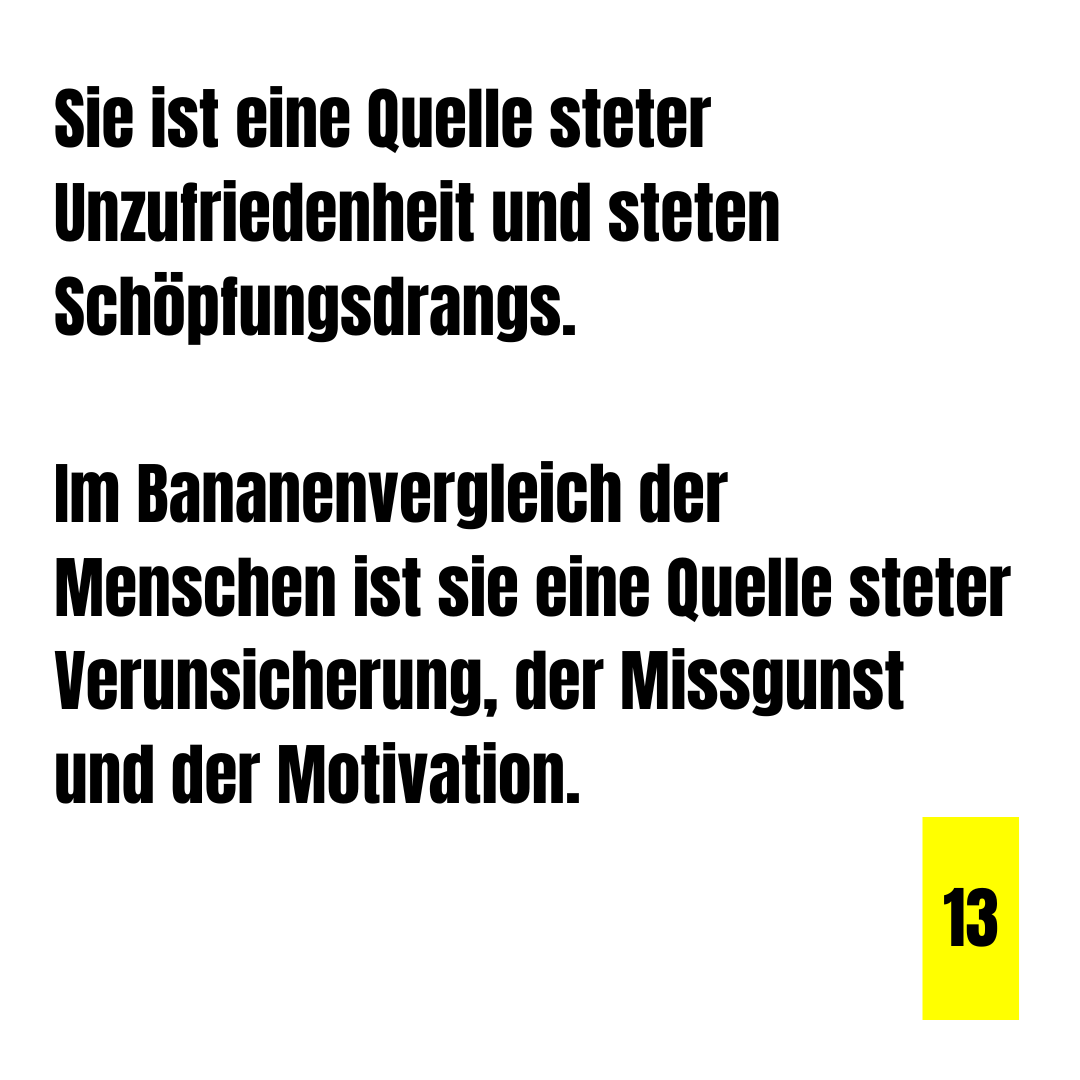 Sie ist eine Quelle steter
Unzufriedenheit und steten
Schöpfungsdrangs.
Im Bananenvergleich der
Menschen ist sie eine Quelle steter
Verunsicherung, der Missgunst
und der Motivation.
13